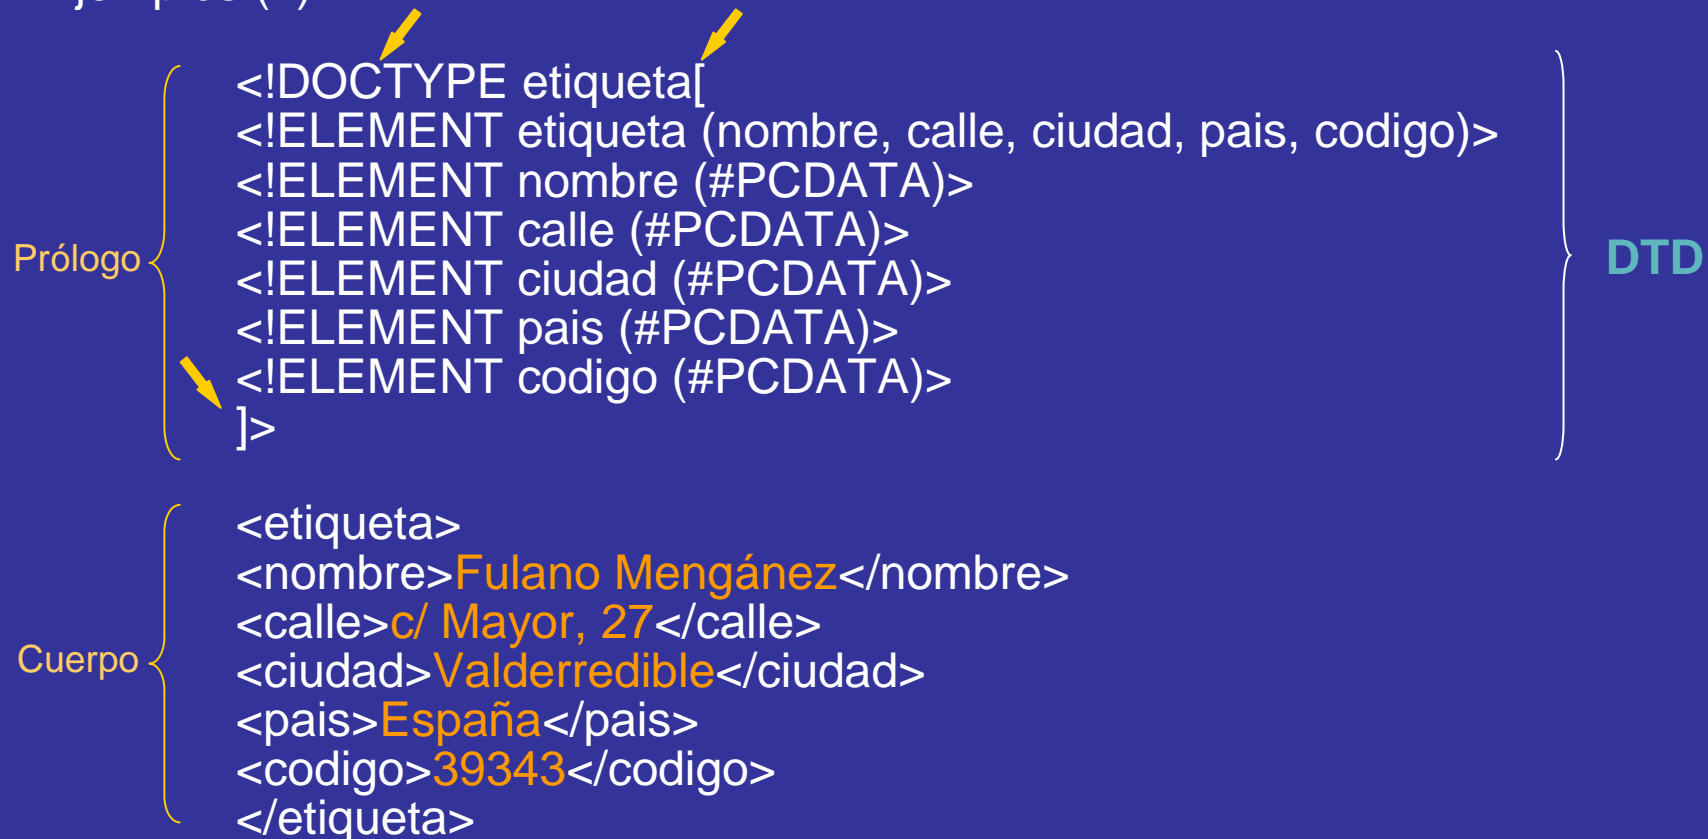 <!DOCTYPE etiqueta[
<!ELEMENT etiqueta (nombre, calle, ciudad, pais, codigo)>
<!ELEMENT nombre (#PCDATA)>
<!ELEMENT calle (#PCDATA)>
Prólogo
<!ELEMENT ciudad (#PCDATA)>
DTD
<!ELEMENT pais (#PCDATA)>
<!ELEMENT codigo (#PCDATA)>
]>
<etiqueta>
<nombre>Fulano Mengánez</nombre>
<calle>c/ Mayor, 27</calle>
Cuerpo
<ciudad>Valderredible</ciudad>
<pais>España</pais>
<codigo>39343</codigo>
</etiqueta>